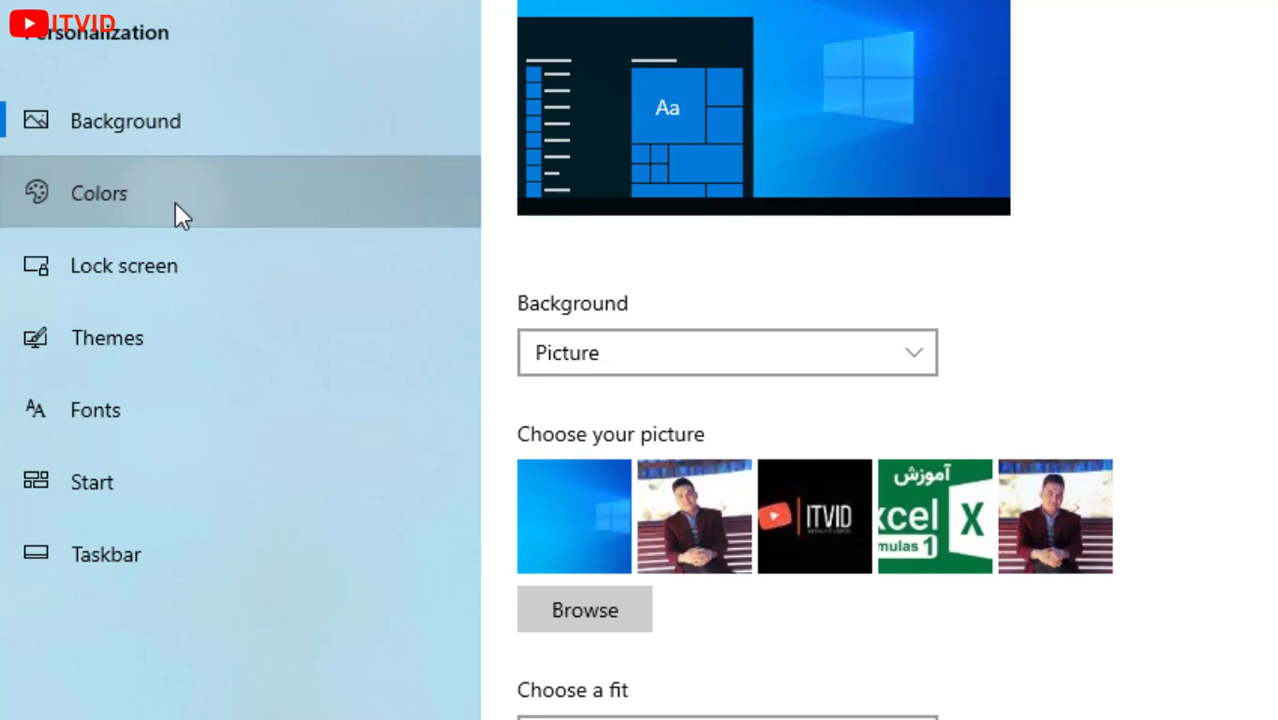 ITVID
Personalization
Background
Colors
Lock screen
Themes
Fonts
Start
Taskbar
Aa
Background
Picture
Choose your picture
ITVID
آموزش
xcel
mulas 1
X
Browse
Choose a fit